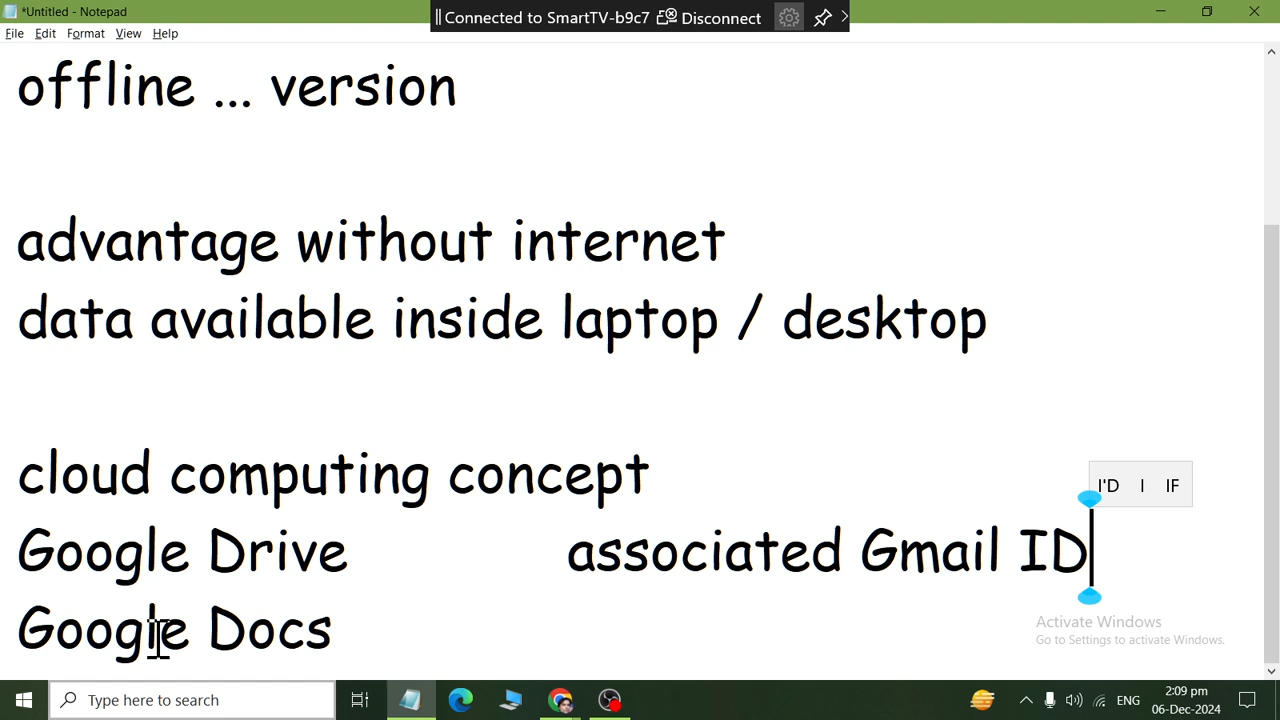 *Untitled - Notepad
Connected to SmartTV-b9c7 Disconnect
File Edit Format View Help
offline ... version
advantage without internet
data available inside laptop / desktop
cloud computing concept
I'D I IF
Google Drive associated Gmail ID
Google Docs
Activate Windows
Go to Settings to activate Windows.
Type here to search
ENG
2:09 pm
06-Dec-2024